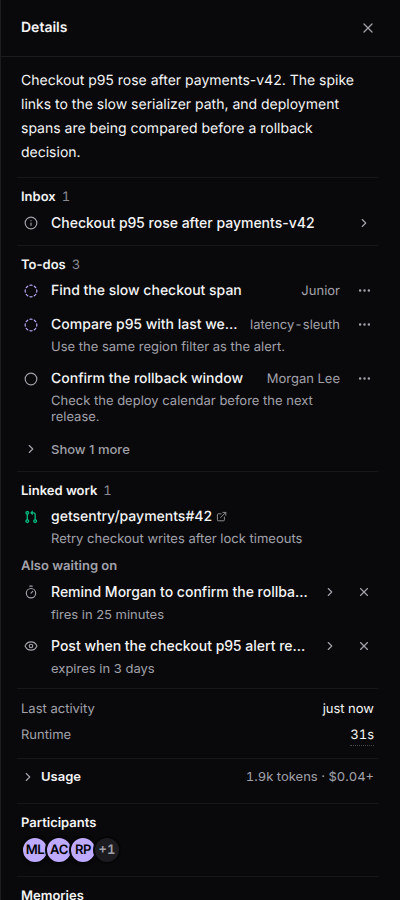 Details
Checkout p95 rose after payments-v42. The spike
links to the slow serializer path, and deployment
spans are being compared before a rollback
decision.
Inbox 1
Checkout p95 rose after payments-v42
To-dos 3
Find the slow checkout span Junior
Compare p95 with last we... latency-sleuth
Use the same region filter as the alert.
Confirm the rollback window Morgan Lee
Check the deploy calendar before the next
release.
Show 1 more
Linked work 1
getsentry/payments#42
Retry checkout writes after lock timeouts
Also waiting on
Remind Morgan to confirm the rollba...
fires in 25 minutes
Post when the checkout p95 alert re...
expires in 3 days
Last activity just now
Runtime 31s
Usage 1.9k tokens · $0.04+
Participants
ML AC RP +1
Memories